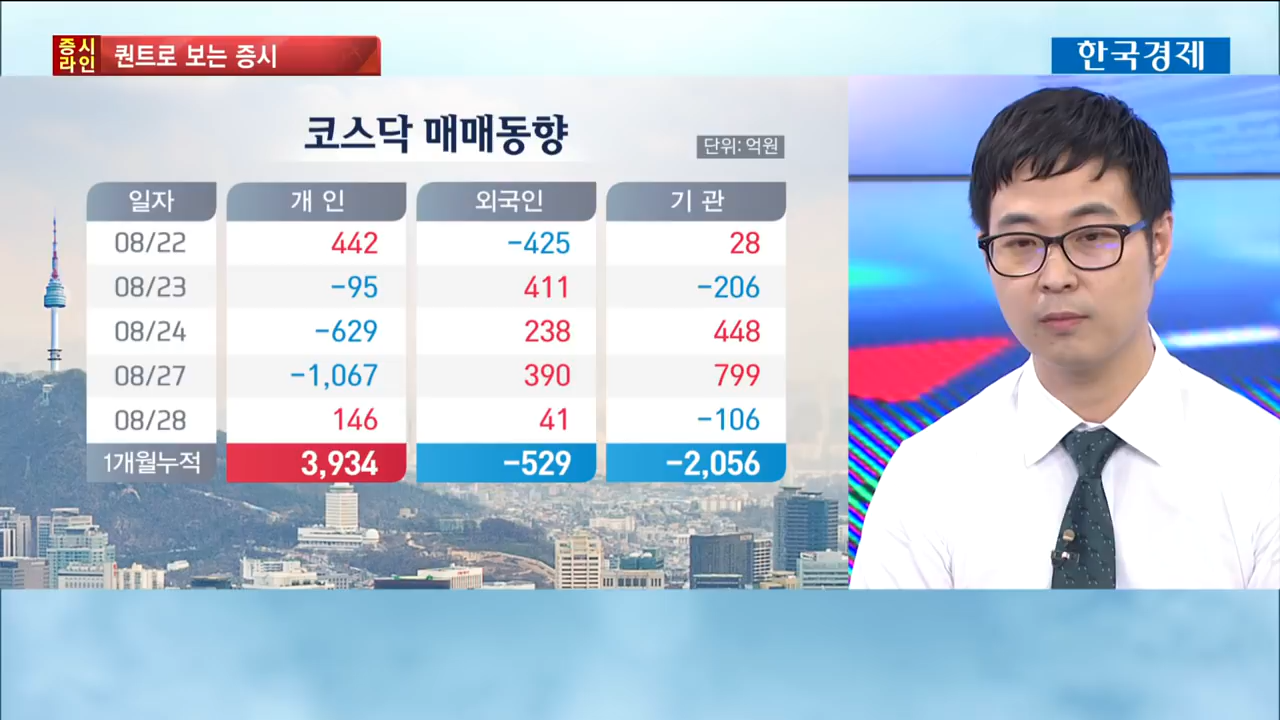 증시
라인
퀀트로 보는 증시
한국경제
코스닥 매매동향
단위: 억원
일자 개인 외국인 기관
08/22 442 -425 28
08/23 -95 411 -206
08/24 -629 238 448
08/27 -1,067 390 799
08/28 146 41 -106
1개월누적 3,934 -529 -2,056